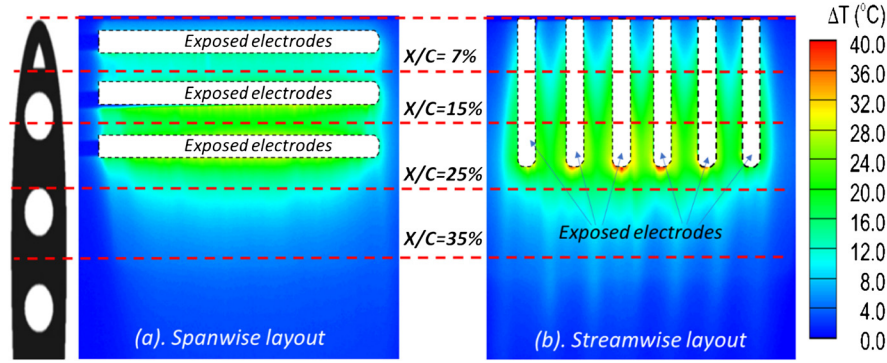 ΔT (°C)
Exposed electrodes
Exposed electrodes
Exposed electrodes
X/C= 7%
X/C=15%
X/C=25%
X/C=35%
Exposed electrodes
(a). Spanwise layout
(b). Streamwise layout
40.0
36.0
32.0
28.0
24.0
20.0
16.0
12.0
8.0
4.0
0.0